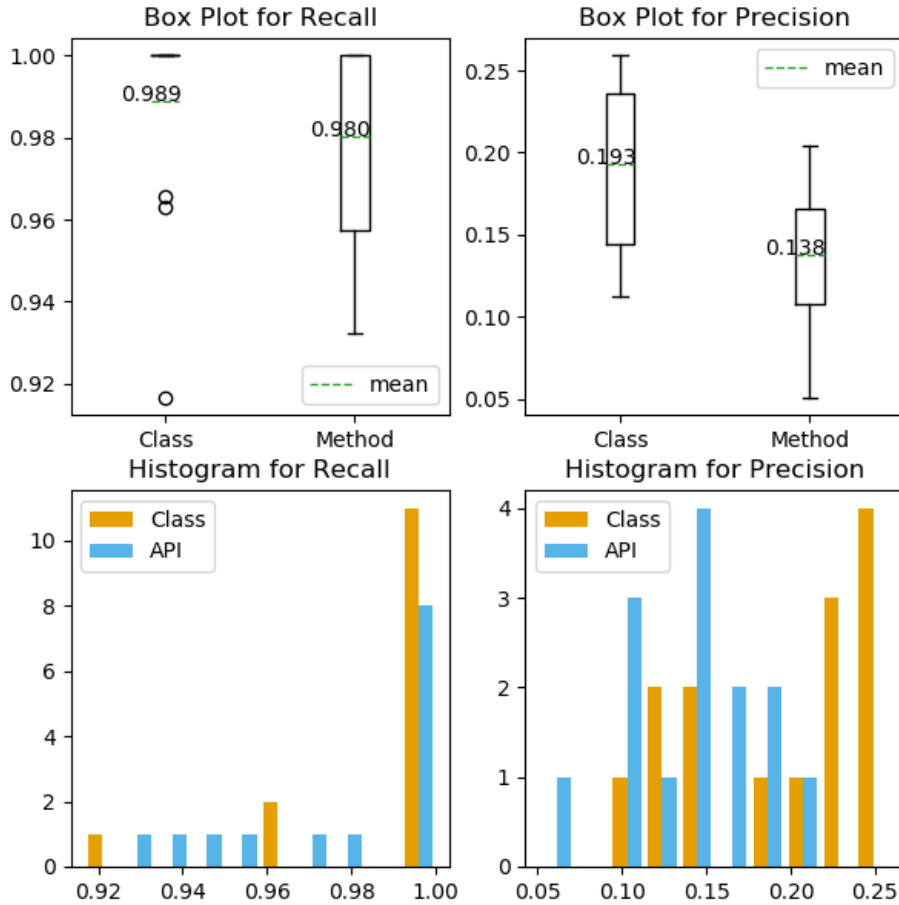 Box Plot for Recall
1.00
0.98
0.96
0.94
0.92
0.989
0.980
mean
Class
Method
Box Plot for Precision
0.25
0.20
0.15
0.10
0.05
mean
0.193
0.138
Class
Method
Histogram for Recall
Class
API
10
8
6
4
2
0
0.92
0.94
0.96
0.98
1.00
Histogram for Precision
Class
API
4
3
2
1
0
0.05
0.10
0.15
0.20
0.25